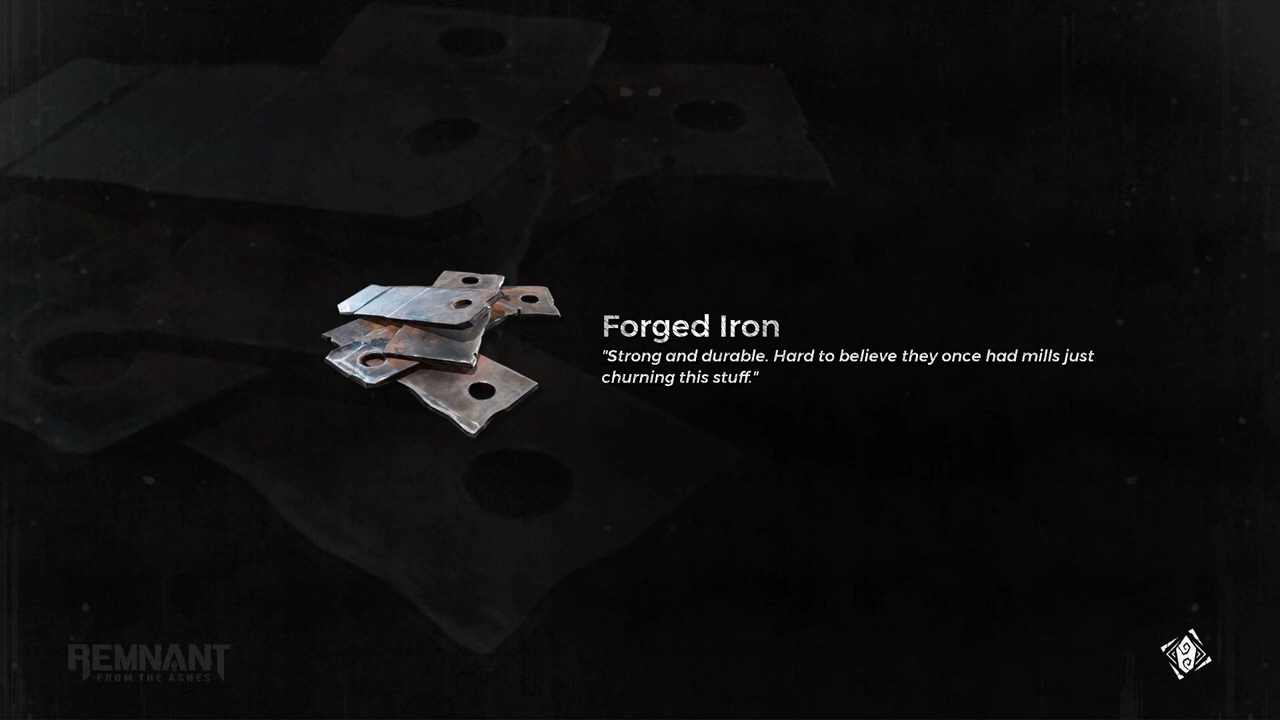 Forged Iron
"Strong and durable. Hard to believe they once had mills just
churning this stuff."
REMNANT
FROM THE ASHES